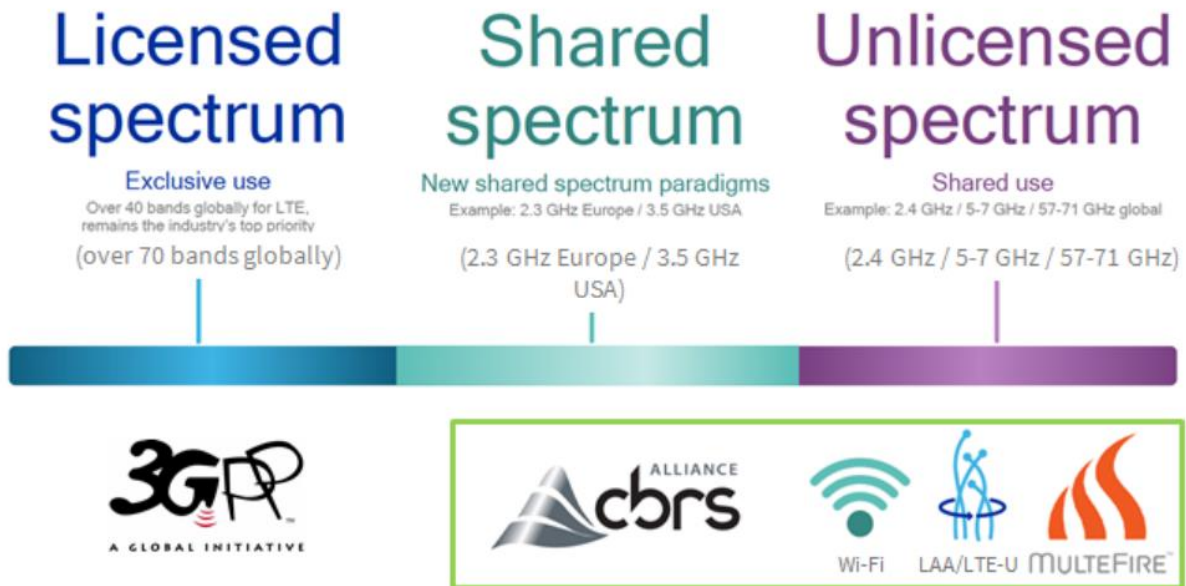 Licensed
spectrum
Exclusive use
Over 40 bands globally for LTE,
remains the industry's top priority
(over 70 bands globally)
Shared
spectrum
New shared spectrum paradigms
Example: 2.3 GHz Europe / 3.5 GHz USA
(2.3 GHz Europe / 3.5 GHz
USA)
Unlicensed
spectrum
Shared use
Example: 2.4 GHz / 5-7 GHz / 57-71 GHz global
(2.4 GHz / 5-7 GHz / 57-71 GHz)
3GPP™
A GLOBAL INITIATIVE
ALLIANCE
cbrs
Wi-Fi
LAA/LTE-U
MULTEFIRE™